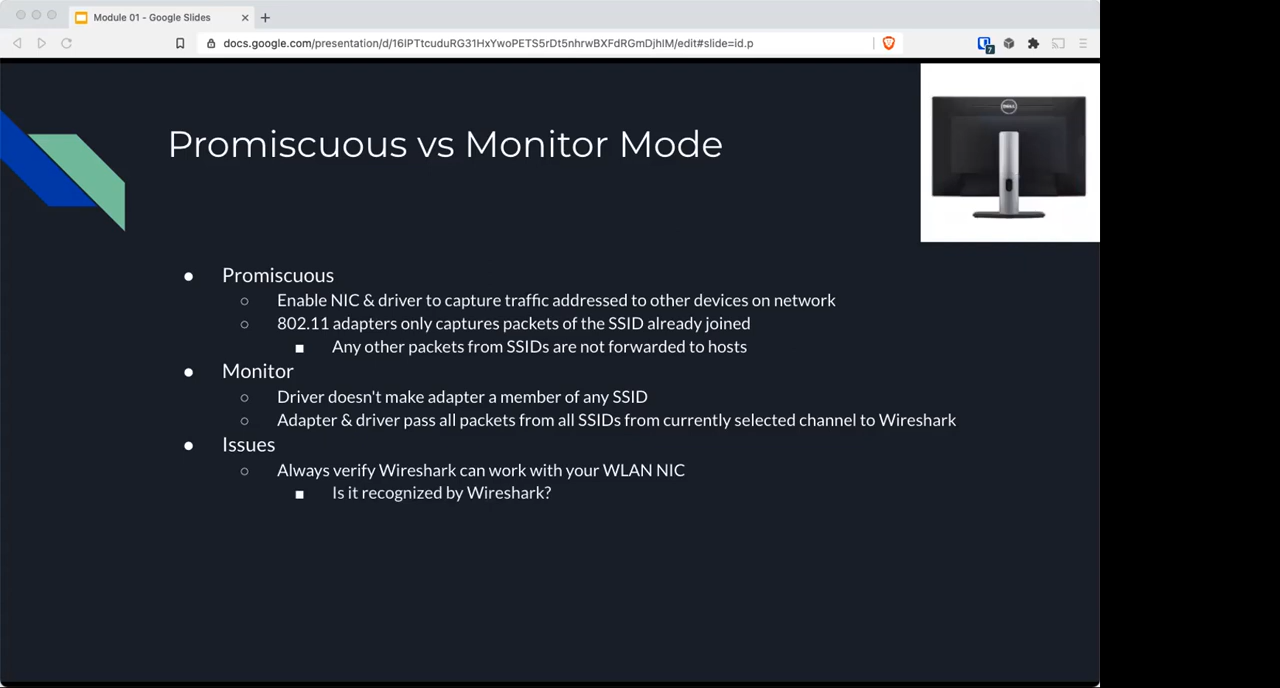 Module 01 - Google Slides
docs.google.com/presentation/d/16lPTtcuduRG31HxYwoPETS5rDt5nhrwBXFdRGmDjhIM/edit#slide=id.p
7
DELL
Promiscuous vs Monitor Mode
Promiscuous
Enable NIC & driver to capture traffic addressed to other devices on network
802.11 adapters only captures packets of the SSID already joined
Any other packets from SSIDs are not forwarded to hosts
Monitor
Driver doesn't make adapter a member of any SSID
Adapter & driver pass all packets from all SSIDs from currently selected channel to Wireshark
Issues
Always verify Wireshark can work with your WLAN NIC
Is it recognized by Wireshark?